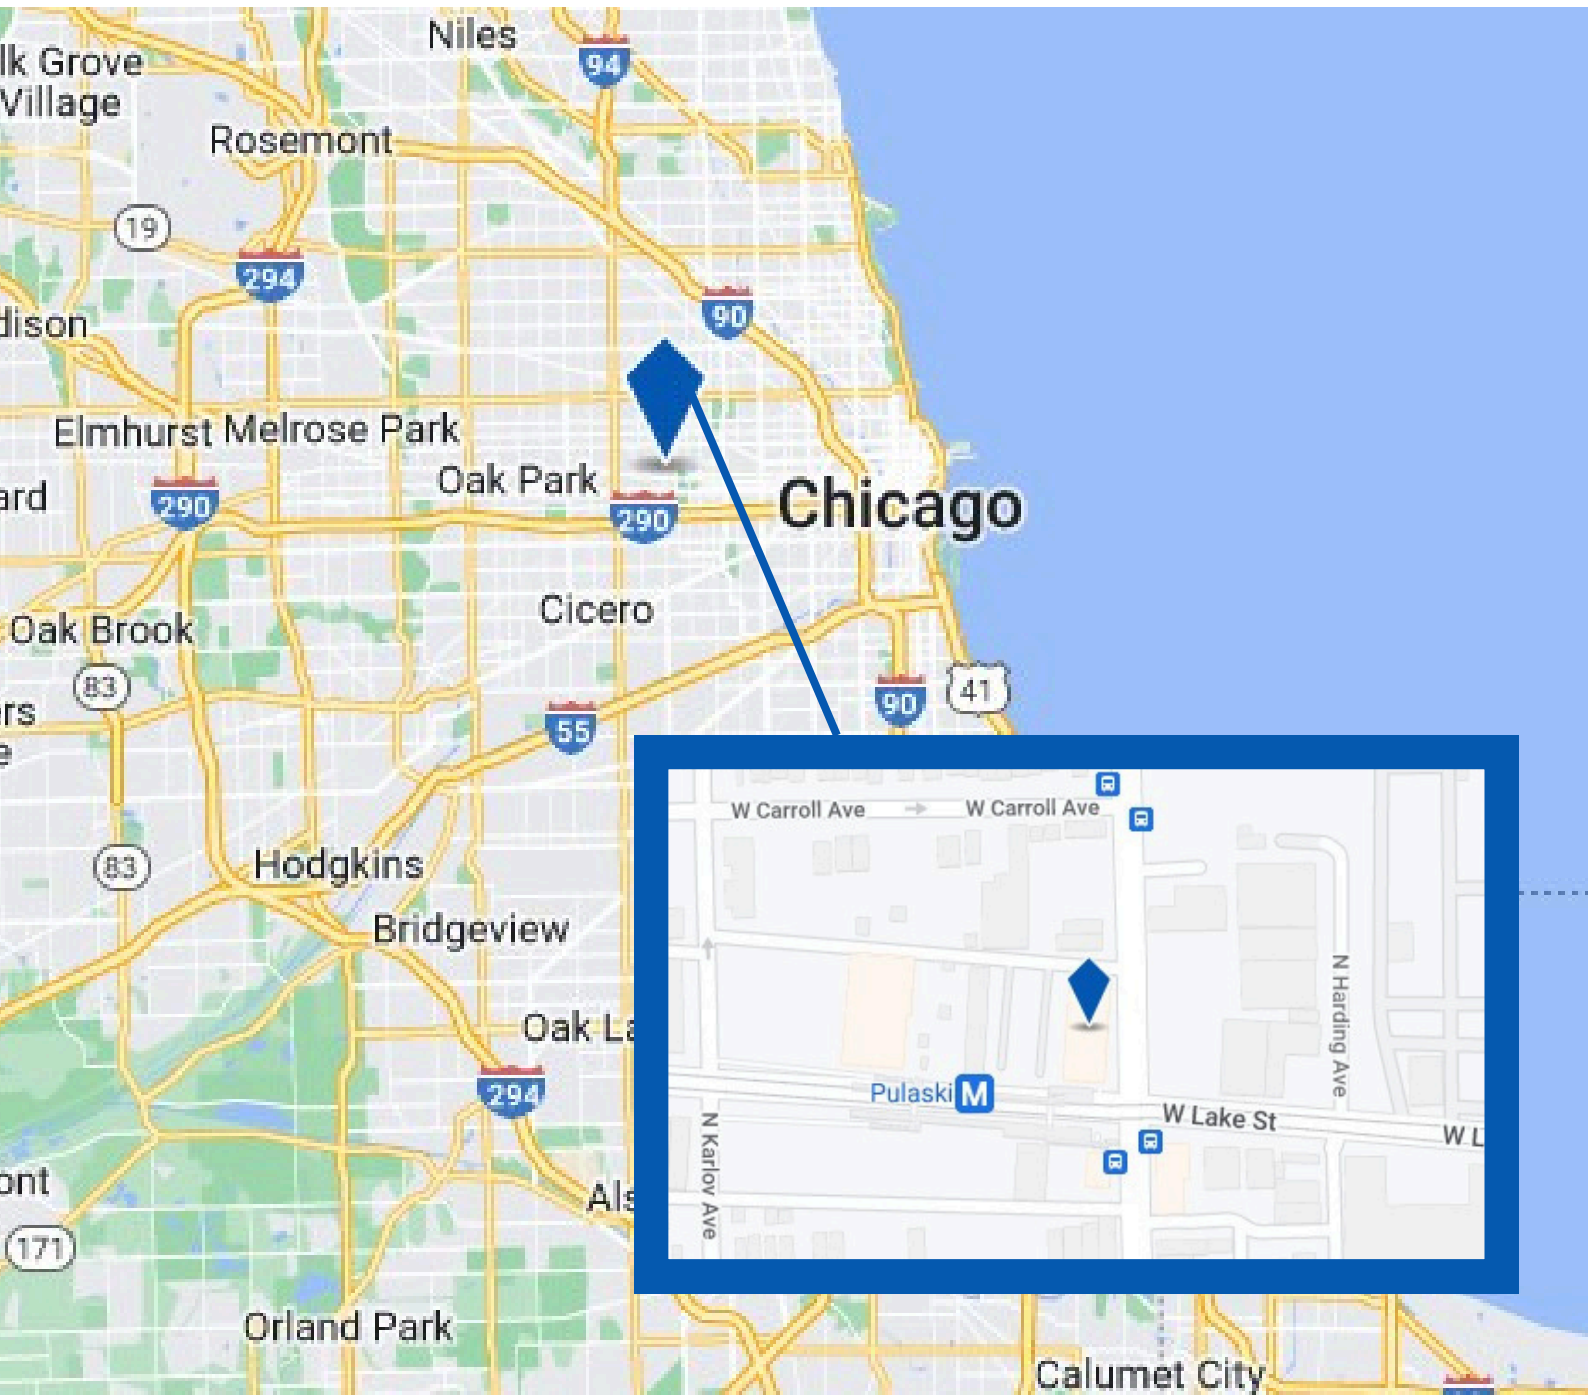 Niles
94
lk Grove
Village
Rosemont
19
294
90
dison
Elmhurst
Melrose Park
Oak Park
ard
290
290
Chicago
Cicero
Oak Brook
83
41
90
ers
e
55
W Carroll Ave
W Carroll Ave
83
Hodgkins
Bridgeview
N Harding Ave
Oak La
294
Pulaski
M
W Lake St
W L
N Karlov Ave
ont
Als
171
Orland Park
Calumet City